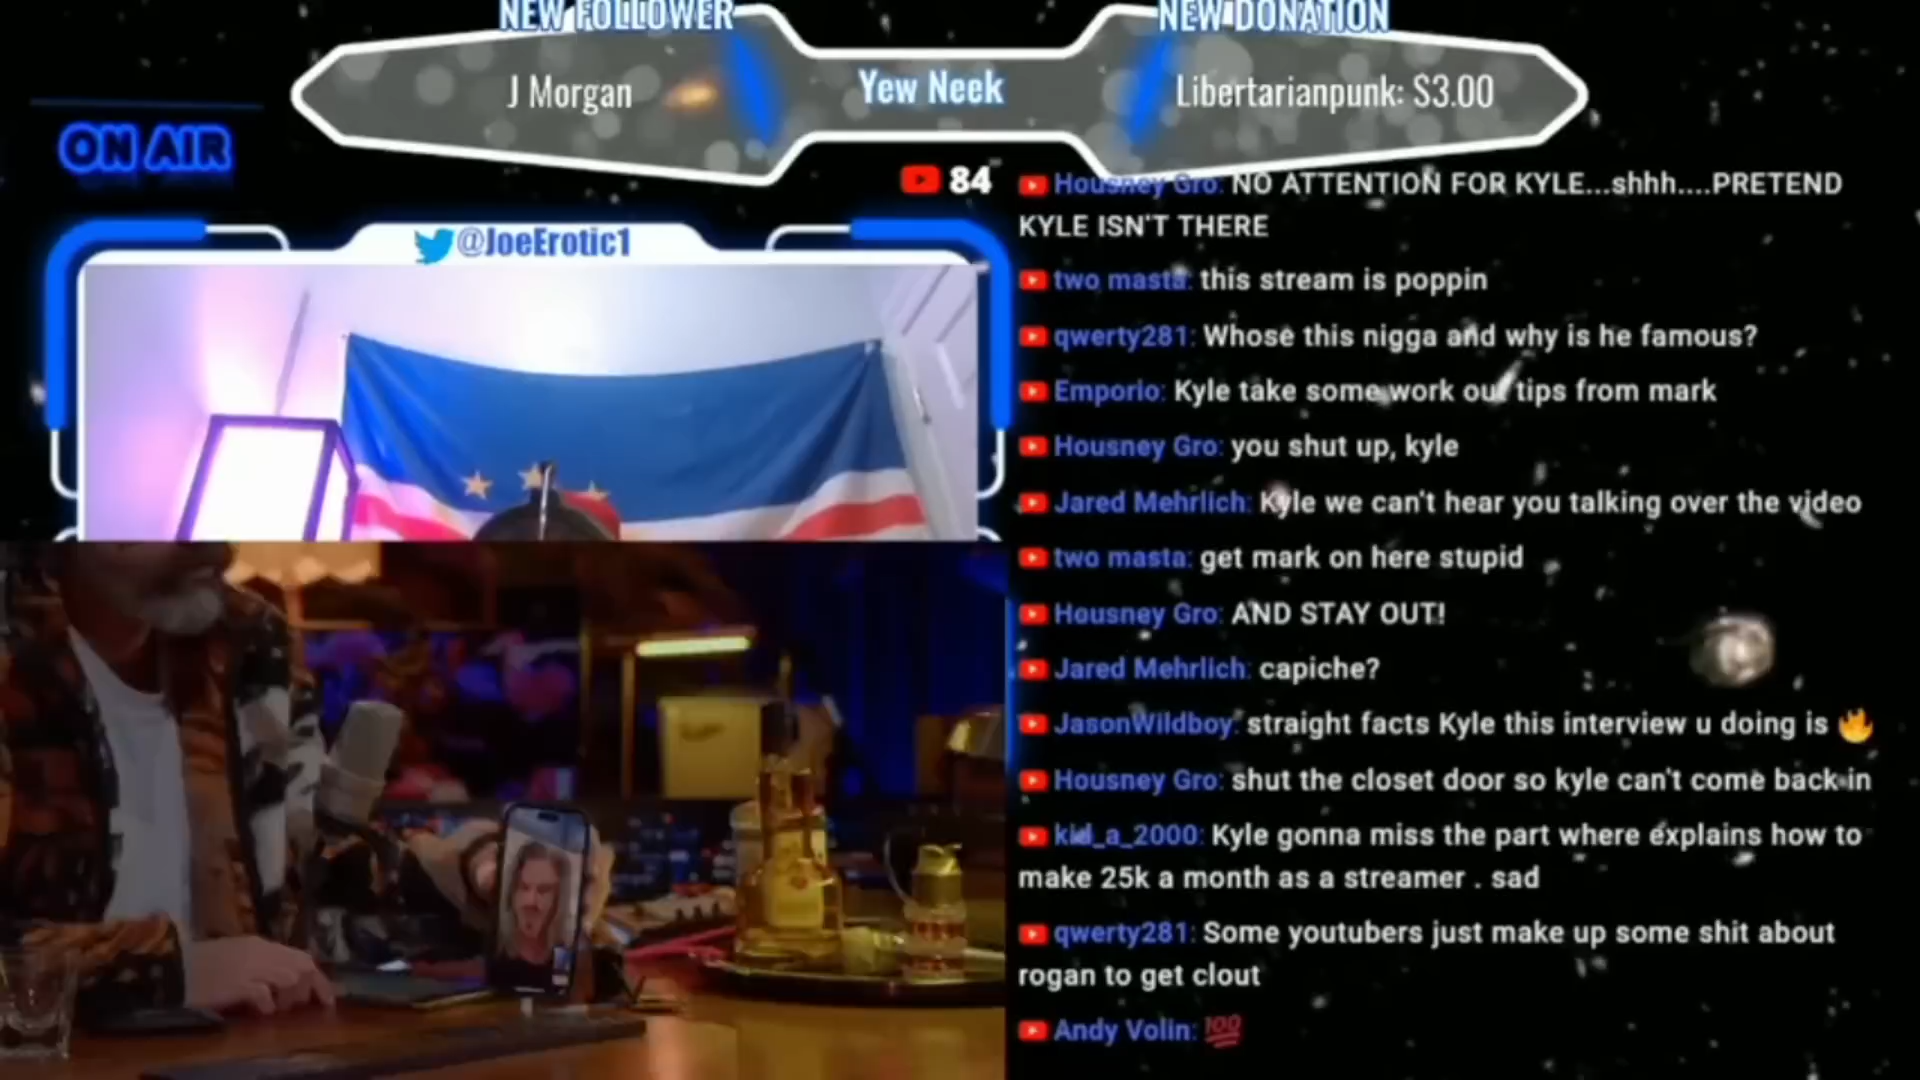 NEW FOLLOWER
NEW DONATION
J Morgan
Yew Neek
Libertarianpunk: $3.00
ON AIR
84
@JoeErotic1
Housney Gro: NO ATTENTION FOR KYLE...shhh....PRETEND
KYLE ISN'T THERE
two masta: this stream is poppin
qwerty281: Whose this nigga and why is he famous?
Emporio: Kyle take some work out tips from mark
Housney Gro: you shut up, kyle
Jared Mehrlich: Kyle we can't hear you talking over the video
two masta: get mark on here stupid
Housney Gro: AND STAY OUT!
Jared Mehrlich: capiche?
JasonWildboy: straight facts Kyle this interview u doing is 🔥
Housney Gro: shut the closet door so kyle can't come back in
kid_a_2000: Kyle gonna miss the part where explains how to
make 25k a month as a streamer . sad
qwerty281: Some youtubers just make up some shit about
rogan to get clout
Andy Volin: 💯